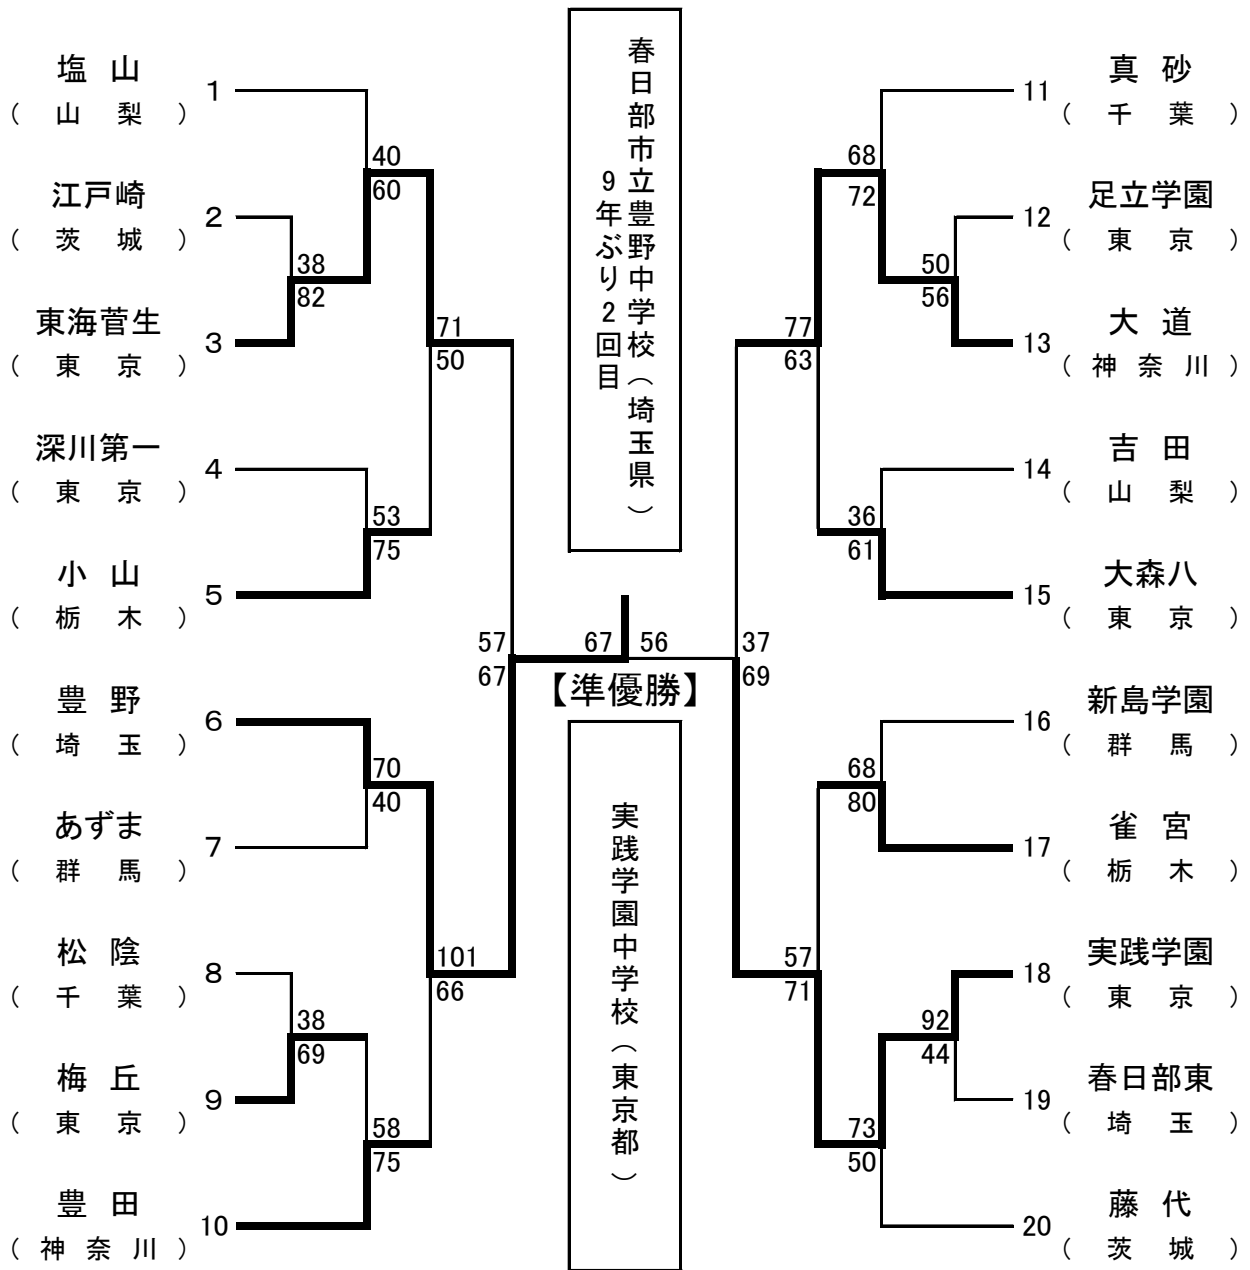 春日部市立豊野中学校（埼玉県）
9年ぶり2回目
塩山
1
（山梨）
江戸崎
2
（茨城）
東海菅生
3
（東京）
深川第一
4
（東京）
小山
5
（栃木）
豊野
6
（埼玉）
あずま
7
（群馬）
松陰
8
（千葉）
梅丘
9
（東京）
豊田
10
（神奈川）
40
60
38
82
71
50
53
75
57
67
70
40
101
66
38
69
58
75
67
56
【準優勝】
実践学園中学校（東京都）
68
72
50
56
77
63
36
61
37
69
68
80
57
71
92
44
73
50
真砂
11
（千葉）
足立学園
12
（東京）
大道
13
（神奈川）
吉田
14
（山梨）
大森八
15
（東京）
新島学園
16
（群馬）
雀宮
17
（栃木）
実践学園
18
（東京）
春日部東
19
（埼玉）
藤代
20
（茨城）